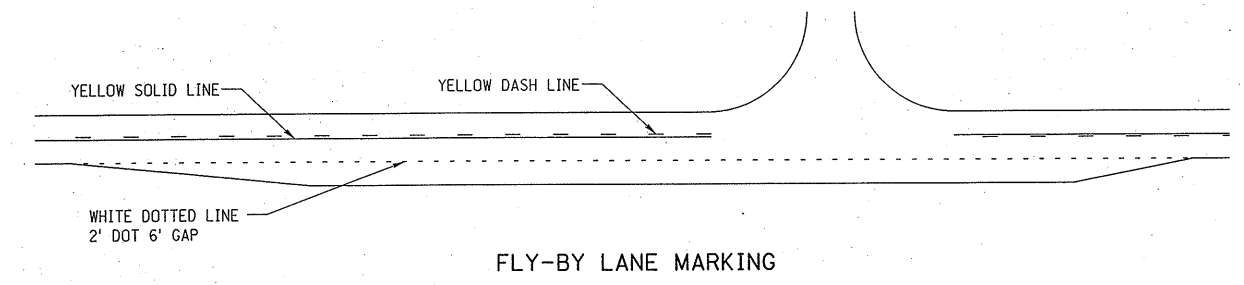 YELLOW SOLID LINE
YELLOW DASH LINE
WHITE DOTTED LINE
2' DOT 6' GAP
FLY-BY LANE MARKING